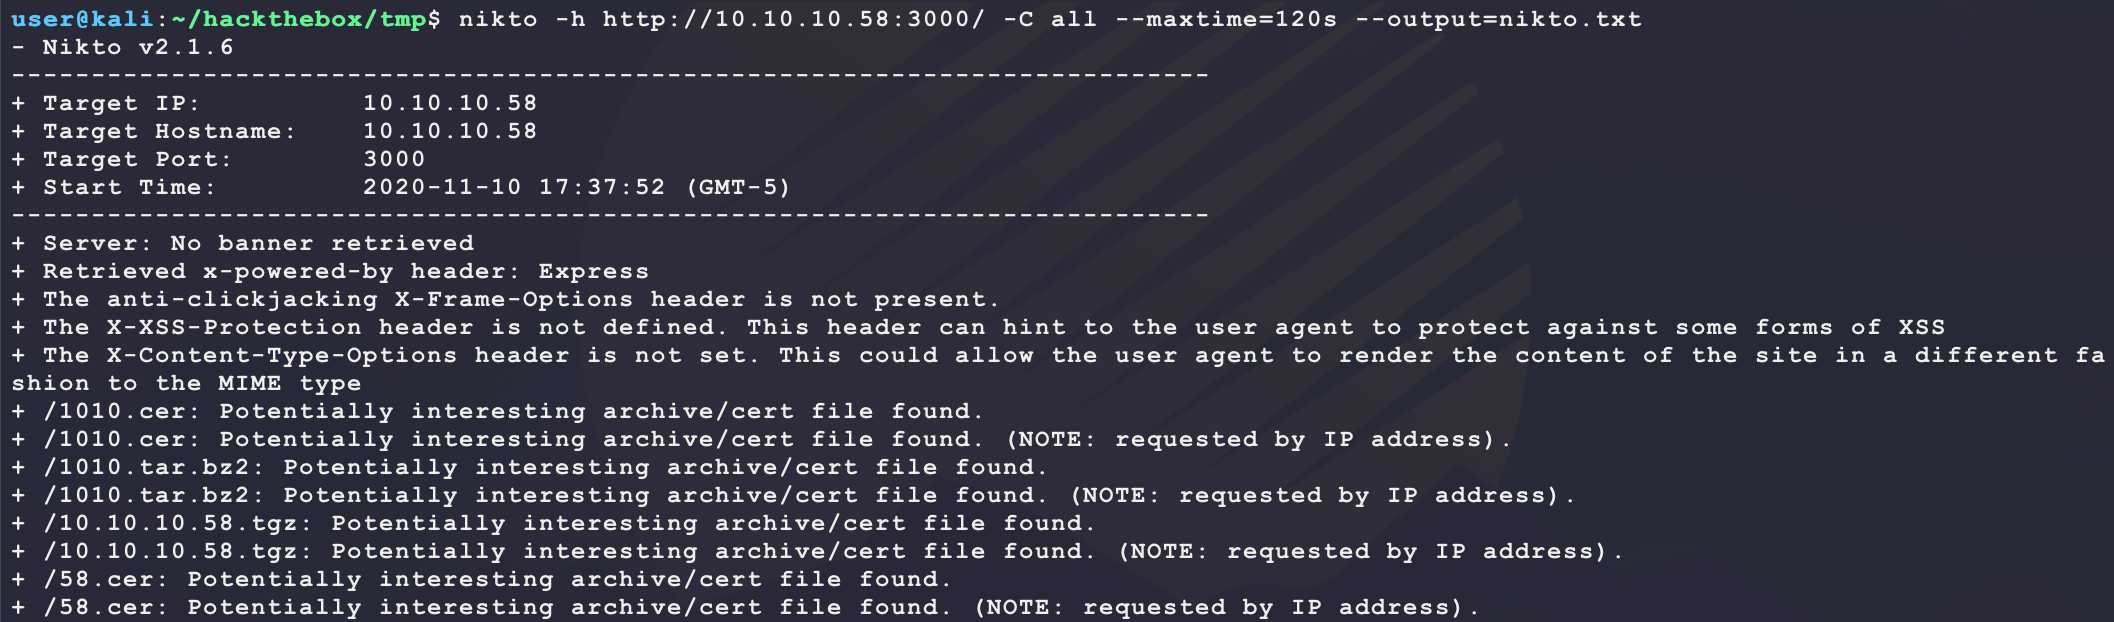 user@kali:~/hackthebox/tmp$ nikto -h http://10.10.10.58:3000/ -C all --maxtime=120s --output=nikto.txt
- Nikto v2.1.6
---------------------------------------------------------------------------
+ Target IP:          10.10.10.58
+ Target Hostname:    10.10.10.58
+ Target Port:        3000
+ Start Time:         2020-11-10 17:37:52 (GMT-5)
---------------------------------------------------------------------------
+ Server: No banner retrieved
+ Retrieved x-powered-by header: Express
+ The anti-clickjacking X-Frame-Options header is not present.
+ The X-XSS-Protection header is not defined. This header can hint to the user agent to protect against some forms of XSS
+ The X-Content-Type-Options header is not set. This could allow the user agent to render the content of the site in a different fa
shion to the MIME type
+ /1010.cer: Potentially interesting archive/cert file found.
+ /1010.cer: Potentially interesting archive/cert file found. (NOTE: requested by IP address).
+ /1010.tar.bz2: Potentially interesting archive/cert file found.
+ /1010.tar.bz2: Potentially interesting archive/cert file found. (NOTE: requested by IP address).
+ /10.10.10.58.tgz: Potentially interesting archive/cert file found.
+ /10.10.10.58.tgz: Potentially interesting archive/cert file found. (NOTE: requested by IP address).
+ /58.cer: Potentially interesting archive/cert file found.
+ /58.cer: Potentially interesting archive/cert file found. (NOTE: requested by IP address).